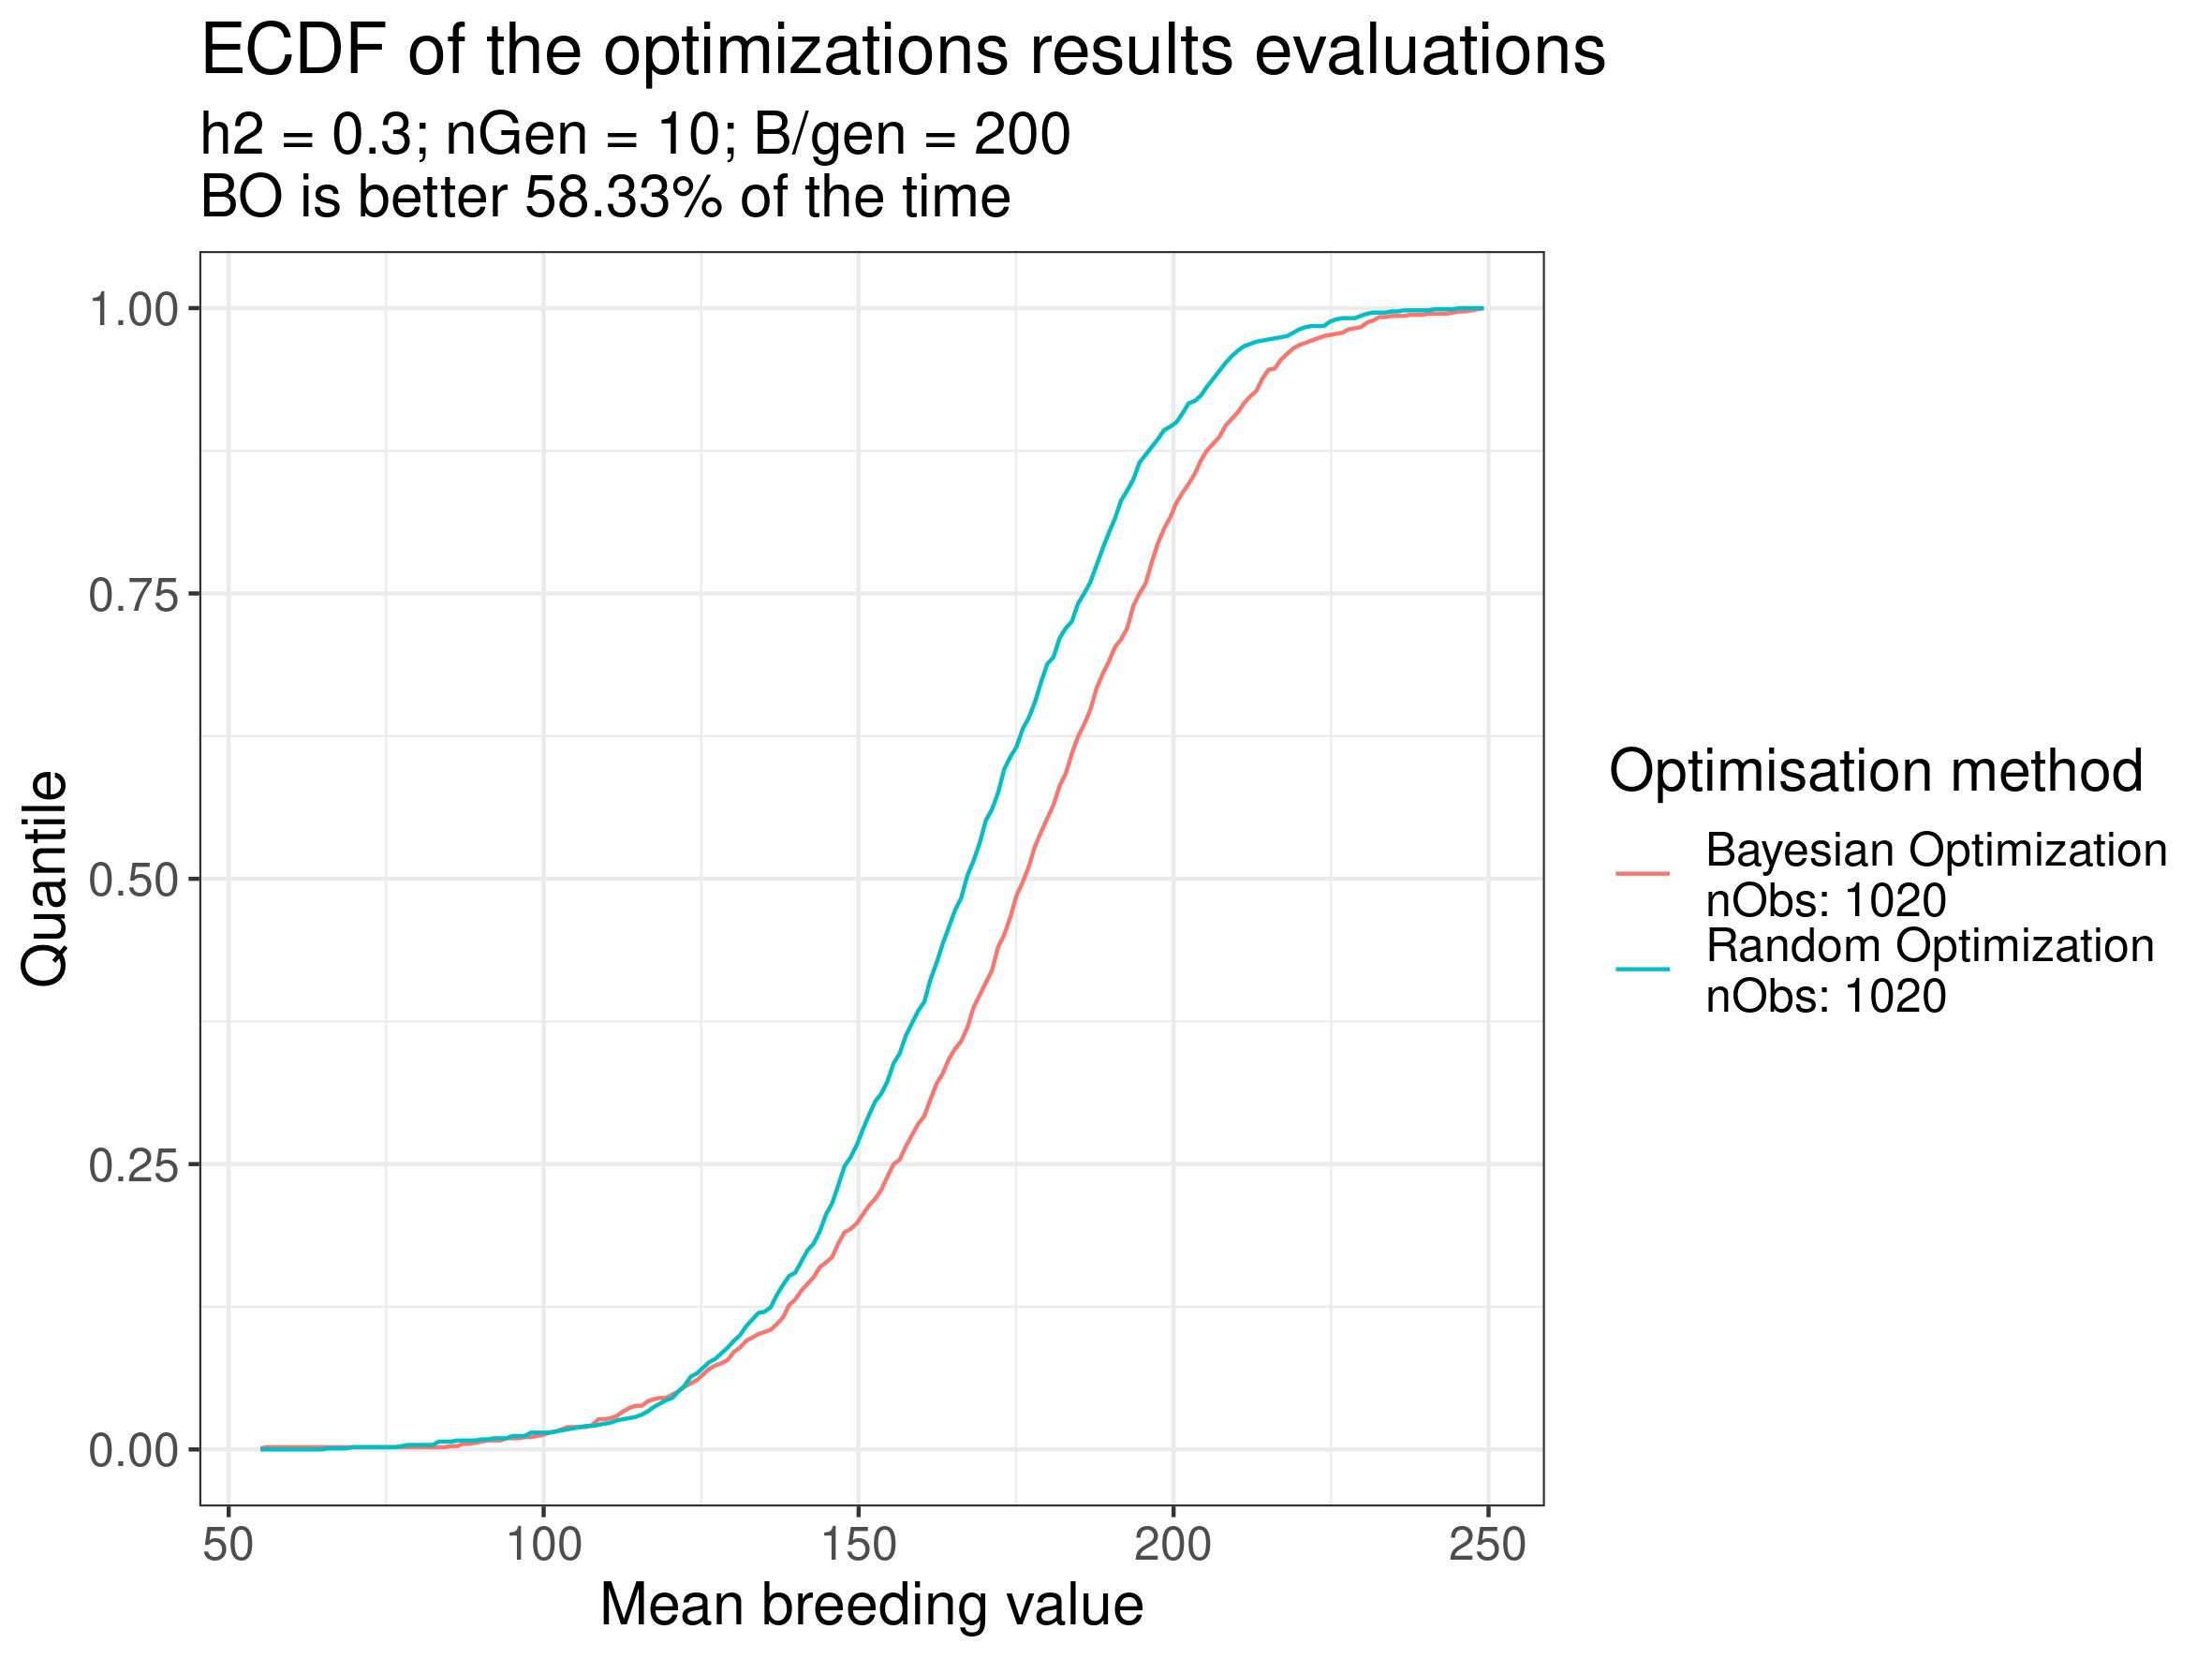 ECDF of the optimizations results evaluations
h2 = 0.3; nGen = 10; B/gen = 200
BO is better 58.33% of the time
1.00
0.75
0.50
0.25
0.00
Quantile
50
100
150
200
250
Mean breeding value
Optimisation method
Bayesian Optimization
nObs: 1020
Random Optimization
nObs: 1020